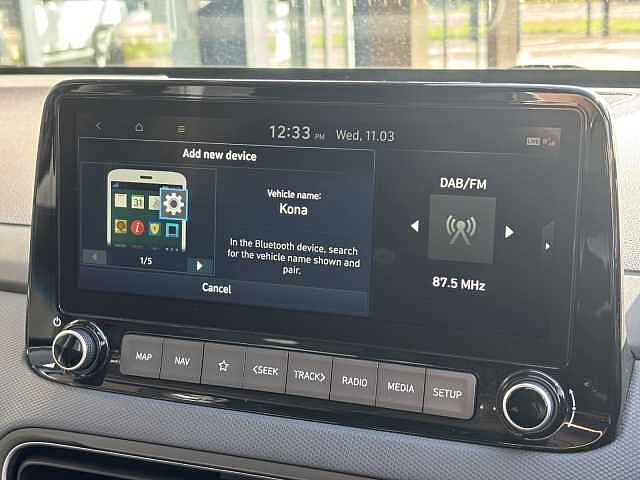 12:33 PM Wed, 11.03
LIVE
Add new device
31
1/5
Vehicle name:
Kona
In the Bluetooth device, search
for the vehicle name shown and
pair.
Cancel
DAB/FM
87.5 MHz
MAP
NAV
<SEEK
TRACK>
RADIO
MEDIA
SETUP